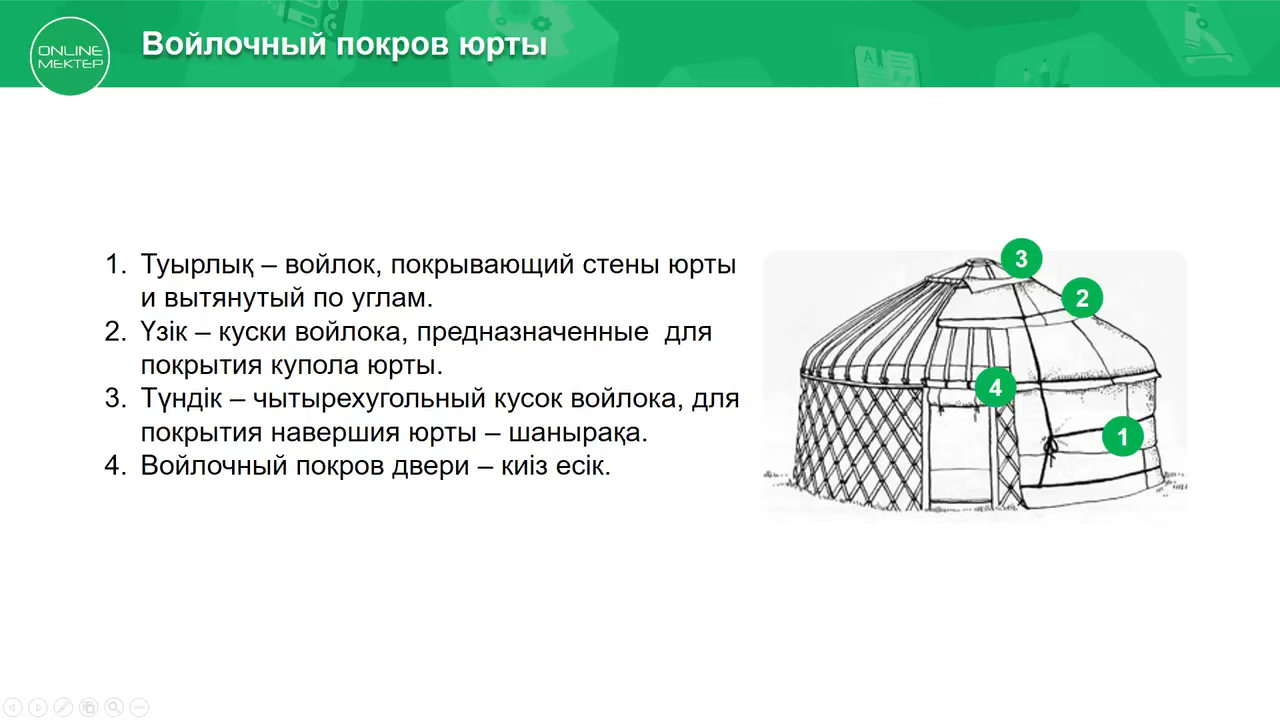 ONLINE
МЕКТЕР
Войлочный покров юрты
1. Туырлық – войлок, покрывающий стены юрты
и вытянутый по углам.
2. Үзік – куски войлока, предназначенные для
покрытия купола юрты.
3. Түндік – чытырехугольный кусок войлока, для
покрытия навершия юрты – шанырақа.
4. Войлочный покров двери – киіз есік.
3
2
4
1